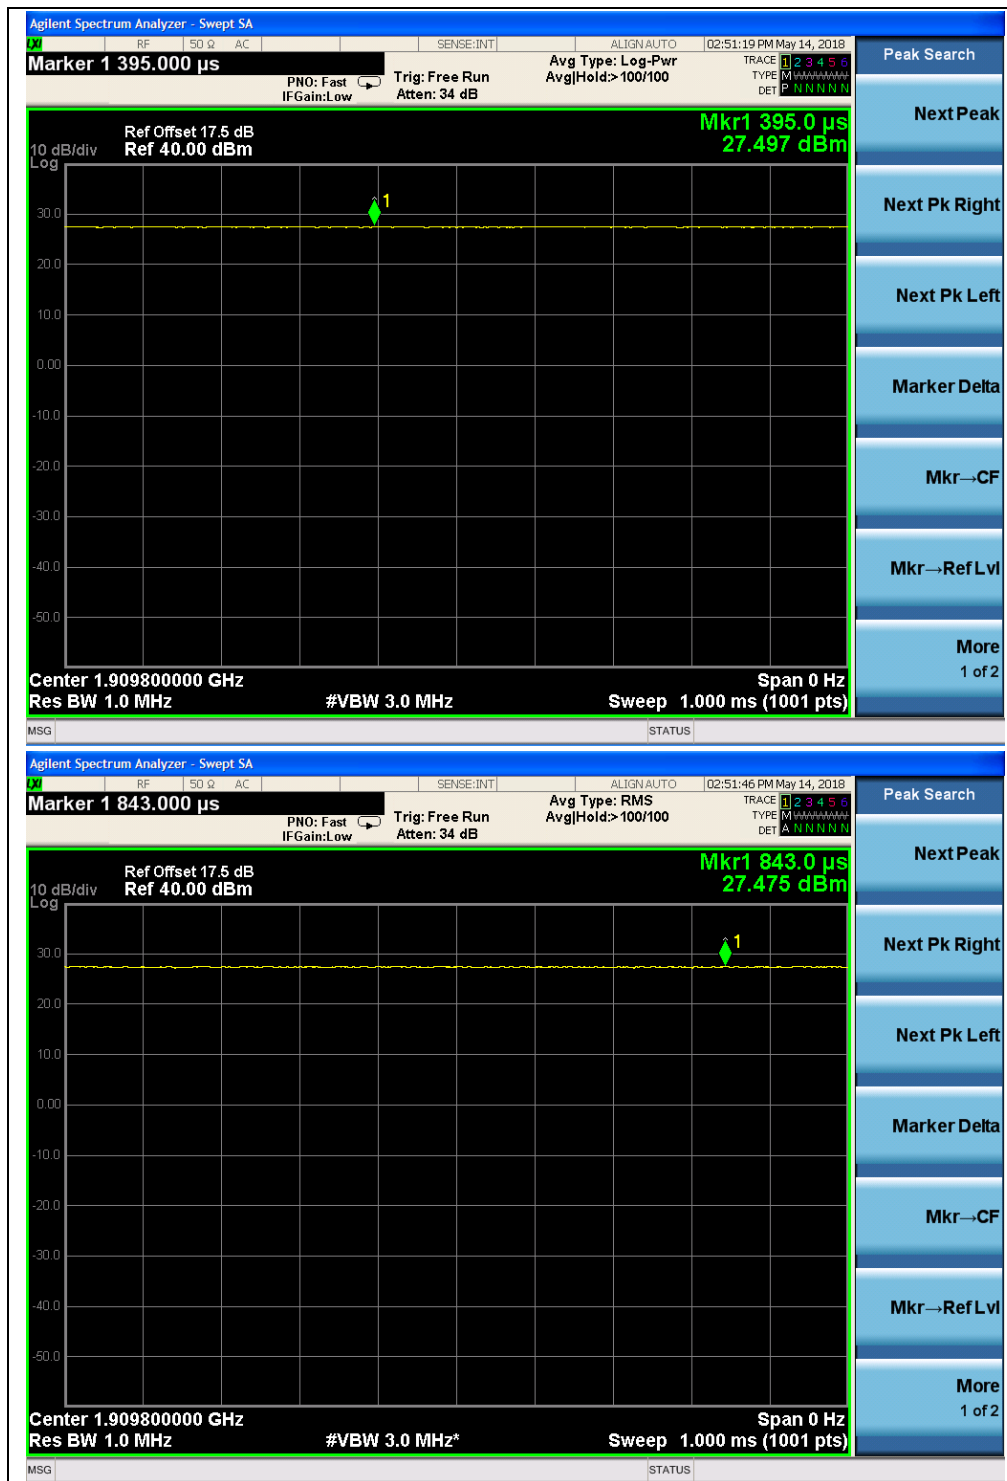 Agilent Spectrum Analyzer - Swept SA
LXI RF 50 Ω AC SENSE:INT ALIGN AUTO 02:51:19 PM May 14, 2018
Marker 1 395.000 µs
PNO: Fast
IFGain:Low
Trig: Free Run
Atten: 34 dB
Avg Type: Log-Pwr
Avg|Hold:>100/100
TRACE 1 2 3 4 5 6
TYPE M WWWWW
DET P N N N N N
Peak Search
Mkr1 395.0 µs
27.497 dBm
Ref Offset 17.5 dB
10 dB/div Ref 40.00 dBm
Log
1
30.0
20.0
10.0
0.00
-10.0
-20.0
-30.0
-40.0
-50.0
Center 1.909800000 GHz Span 0 Hz
Res BW 1.0 MHz #VBW 3.0 MHz Sweep 1.000 ms (1001 pts)
Next Peak
Next Pk Right
Next Pk Left
Marker Delta
Mkr→CF
Mkr→Ref Lvl
More
1 of 2
MSG STATUS
Agilent Spectrum Analyzer - Swept SA
LXI RF 50 Ω AC SENSE:INT ALIGN AUTO 02:51:46 PM May 14, 2018
Marker 1 843.000 µs
PNO: Fast
IFGain:Low
Trig: Free Run
Atten: 34 dB
Avg Type: RMS
Avg|Hold:>100/100
TRACE 1 2 3 4 5 6
TYPE M WWWWW
DET A N N N N N
Peak Search
Mkr1 843.0 µs
27.475 dBm
Ref Offset 17.5 dB
10 dB/div Ref 40.00 dBm
Log
1
30.0
20.0
10.0
0.00
-10.0
-20.0
-30.0
-40.0
-50.0
Center 1.909800000 GHz Span 0 Hz
Res BW 1.0 MHz #VBW 3.0 MHz* Sweep 1.000 ms (1001 pts)
Next Peak
Next Pk Right
Next Pk Left
Marker Delta
Mkr→CF
Mkr→Ref Lvl
More
1 of 2
MSG STATUS